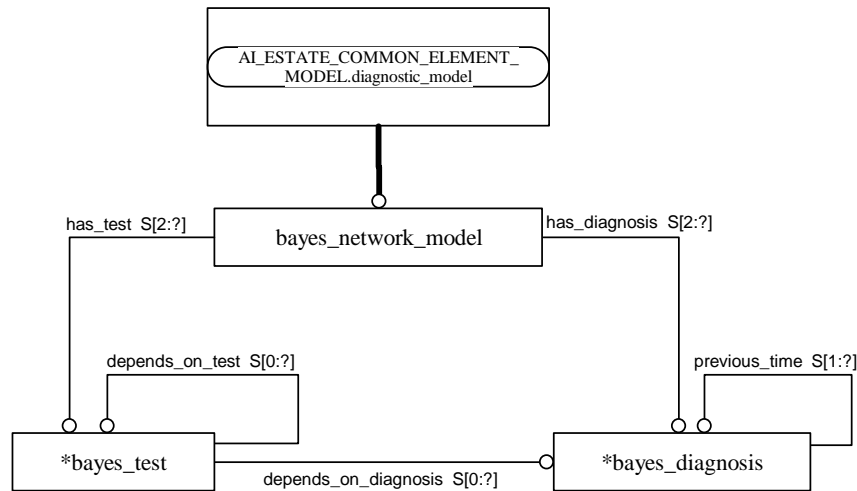 AI_ESTATE_COMMON_ELEMENT_
MODEL.diagnostic_model
has_test S[2:?]
bayes_network_model
has_diagnosis S[2:?]
depends_on_test S[0:?]
previous_time S[1:?]
*bayes_test
*bayes_diagnosis
depends_on_diagnosis S[0:?]